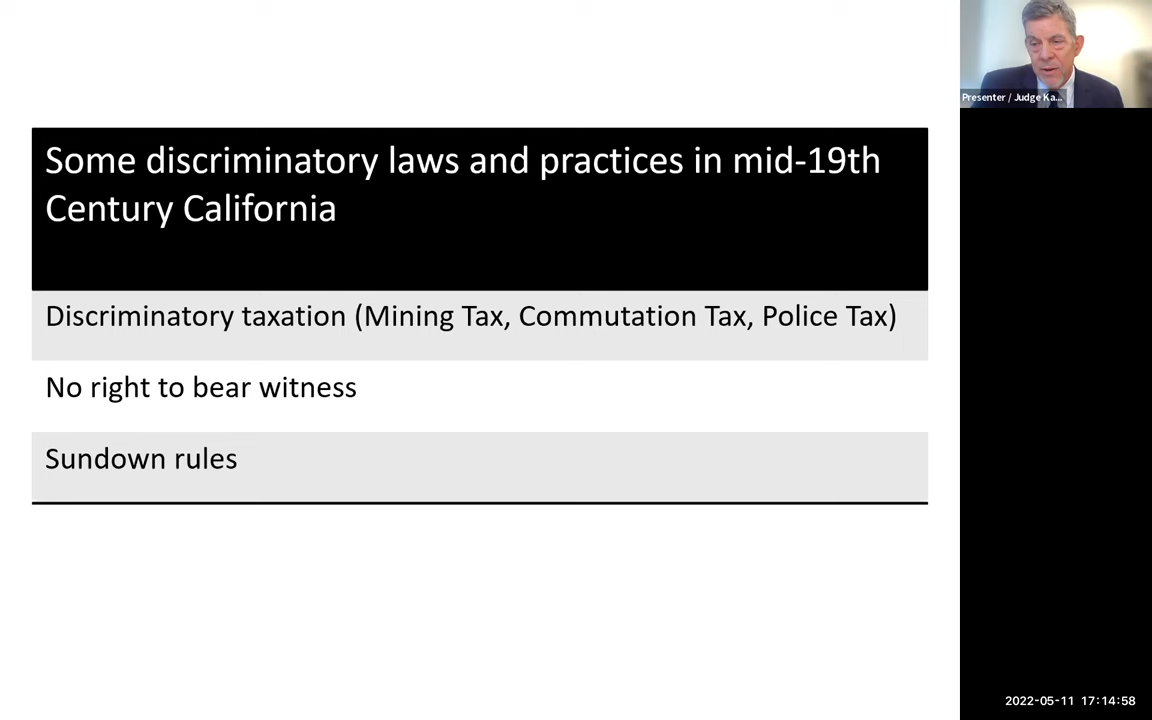 Presenter / Judge Ka...
Some discriminatory laws and practices in mid-19th
Century California
Discriminatory taxation (Mining Tax, Commutation Tax, Police Tax)
No right to bear witness
Sundown rules
2022-05-11 17:14:58